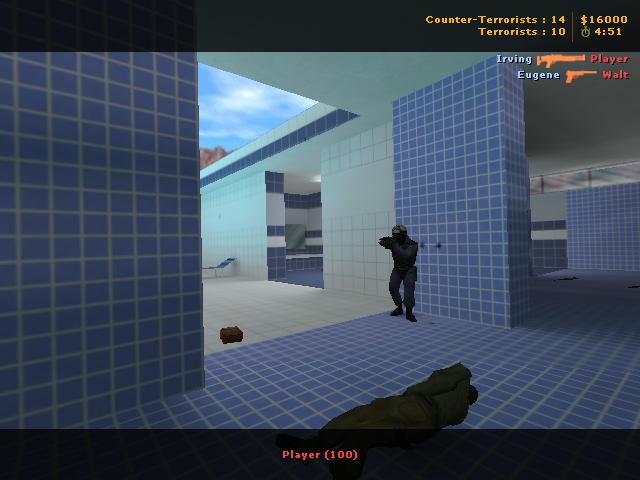 Counter-Terrorists : 14 $16000
Terrorists : 10 4:51
Irving Player
Eugene Walt
Player (100)